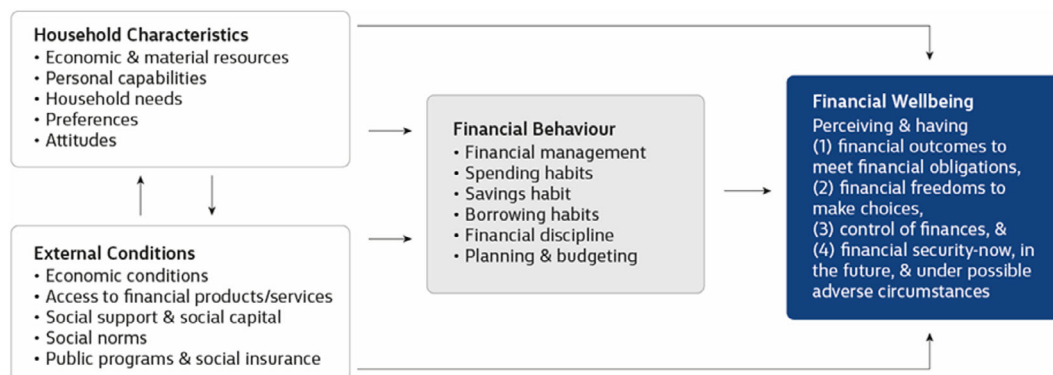 Household Characteristics
• Economic & material resources
• Personal capabilities
• Household needs
• Preferences
• Attitudes
External Conditions
• Economic conditions
• Access to financial products/services
• Social support & social capital
• Social norms
• Public programs & social insurance
Financial Behaviour
• Financial management
• Spending habits
• Savings habit
• Borrowing habits
• Financial discipline
• Planning & budgeting
Financial Wellbeing
Perceiving & having
(1) financial outcomes to
meet financial obligations,
(2) financial freedoms to
make choices,
(3) control of finances, &
(4) financial security-now, in
the future, & under possible
adverse circumstances